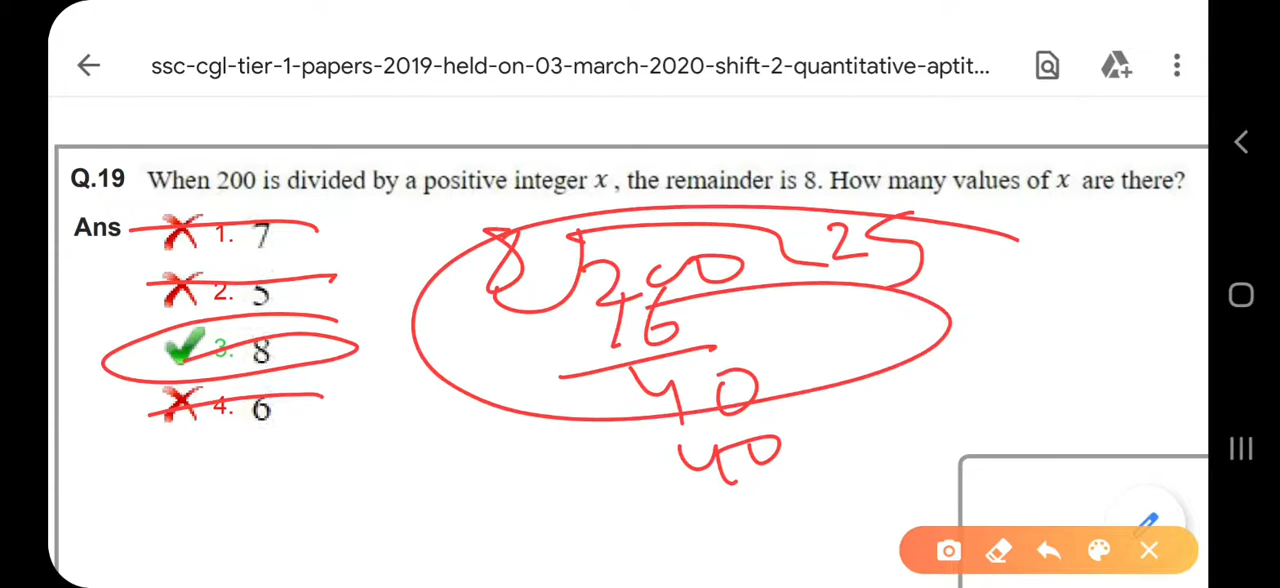 ssc-cgl-tier-1-papers-2019-held-on-03-march-2020-shift-2-quantitative-aptit...
Q.19 When 200 is divided by a positive integer x , the remainder is 8. How many values of x are there?
Ans 1. 7
2. 5
3. 8
4. 6
8 200 25
16
40
40